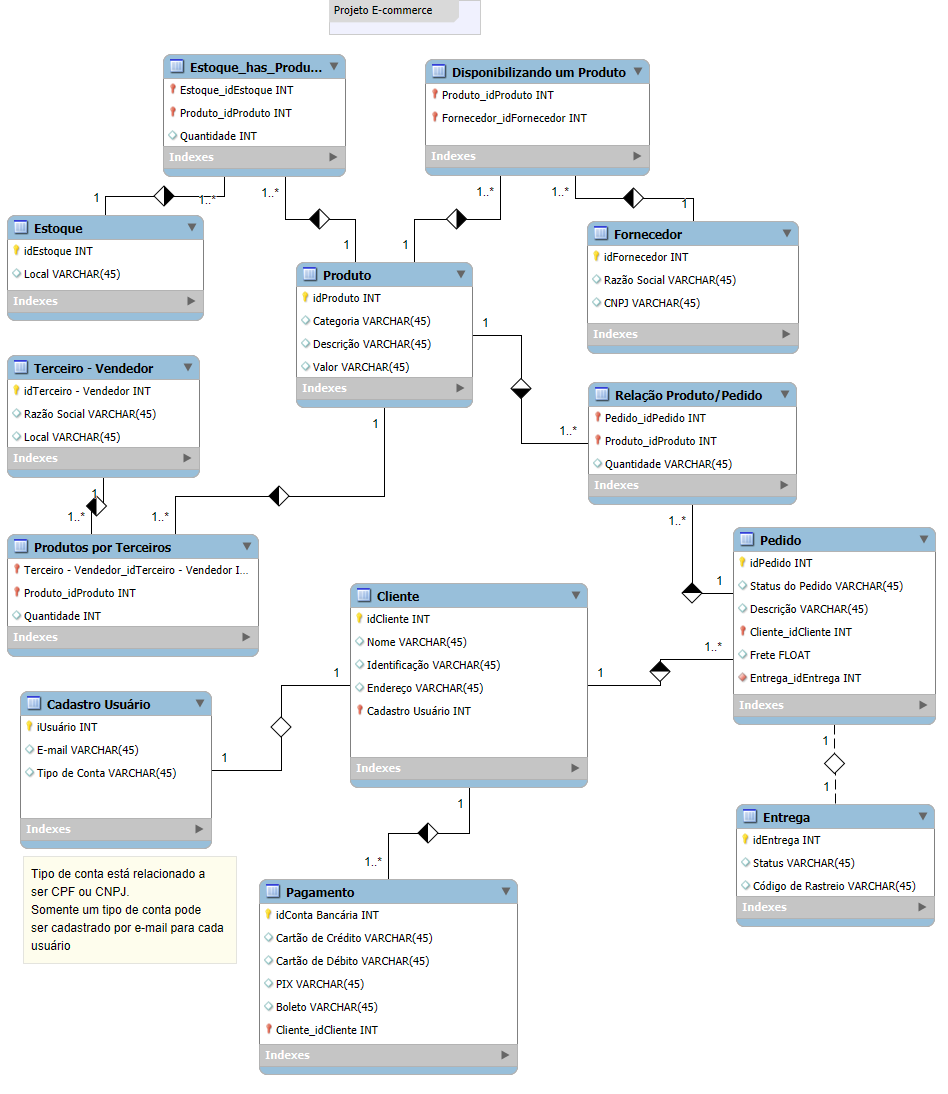 Projeto E-commerce
Estoque_has_Produ...
Estoque_idEstoque INT
Produto_idProduto INT
Quantidade INT
Indexes
Disponibilizando um Produto
Produto_idProduto INT
Fornecedor_idFornecedor INT
Indexes
1
1..*
1..*
1
1..*
1
1..*
1
Estoque
idEstoque INT
Local VARCHAR(45)
Indexes
Produto
idProduto INT
Categoria VARCHAR(45)
Descrição VARCHAR(45)
Valor VARCHAR(45)
Indexes
Fornecedor
idFornecedor INT
Razão Social VARCHAR(45)
CNPJ VARCHAR(45)
Indexes
Terceiro - Vendedor
idTerceiro - Vendedor INT
Razão Social VARCHAR(45)
Local VARCHAR(45)
Indexes
1
1..*
Relação Produto/Pedido
Pedido_idPedido INT
Produto_idProduto INT
Quantidade VARCHAR(45)
Indexes
1
1..*
1
1..*
1..*
1
Produtos por Terceiros
Terceiro - Vendedor_idTerceiro - Vendedor I...
Produto_idProduto INT
Quantidade INT
Indexes
Cliente
idCliente INT
Nome VARCHAR(45)
Identificação VARCHAR(45)
Endereço VARCHAR(45)
Cadastro Usuário INT
Indexes
Pedido
idPedido INT
Status do Pedido VARCHAR(45)
Descrição VARCHAR(45)
Cliente_idCliente INT
Frete FLOAT
Entrega_idEntrega INT
Indexes
1
1..*
1
1
Cadastro Usuário
iUsuário INT
E-mail VARCHAR(45)
Tipo de Conta VARCHAR(45)
Indexes
1
1
1
1..*
Entrega
idEntrega INT
Status VARCHAR(45)
Código de Rastreio VARCHAR(45)
Indexes
Tipo de conta está relacionado a
ser CPF ou CNPJ.
Somente um tipo de conta pode
ser cadastrado por e-mail para cada
usuário
Pagamento
idConta Bancária INT
Cartão de Crédito VARCHAR(45)
Cartão de Débito VARCHAR(45)
PIX VARCHAR(45)
Boleto VARCHAR(45)
Cliente_idCliente INT
Indexes